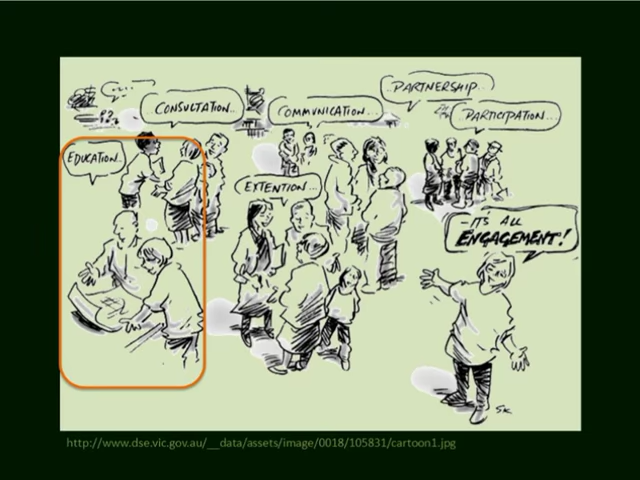 PARTNERSHIP...
CONSULTATION..
COMMUNICATION...
PARTICIPATION...
EDUCATION...
EXTENTION...
- IT'S ALL
ENGAGEMENT!
SK
http://www.dse.vic.gov.au/__data/assets/image/0018/105831/cartoon1.jpg